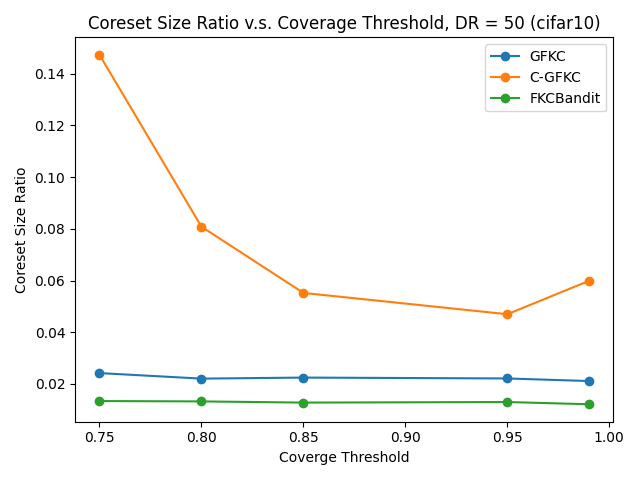 Coreset Size Ratio v.s. Coverage Threshold, DR = 50 (cifar10)
GFKC
C-GFKC
FKCBandit
Coreset Size Ratio
0.14
0.12
0.10
0.08
0.06
0.04
0.02
0.75
0.80
0.85
0.90
0.95
1.00
Coverge Threshold